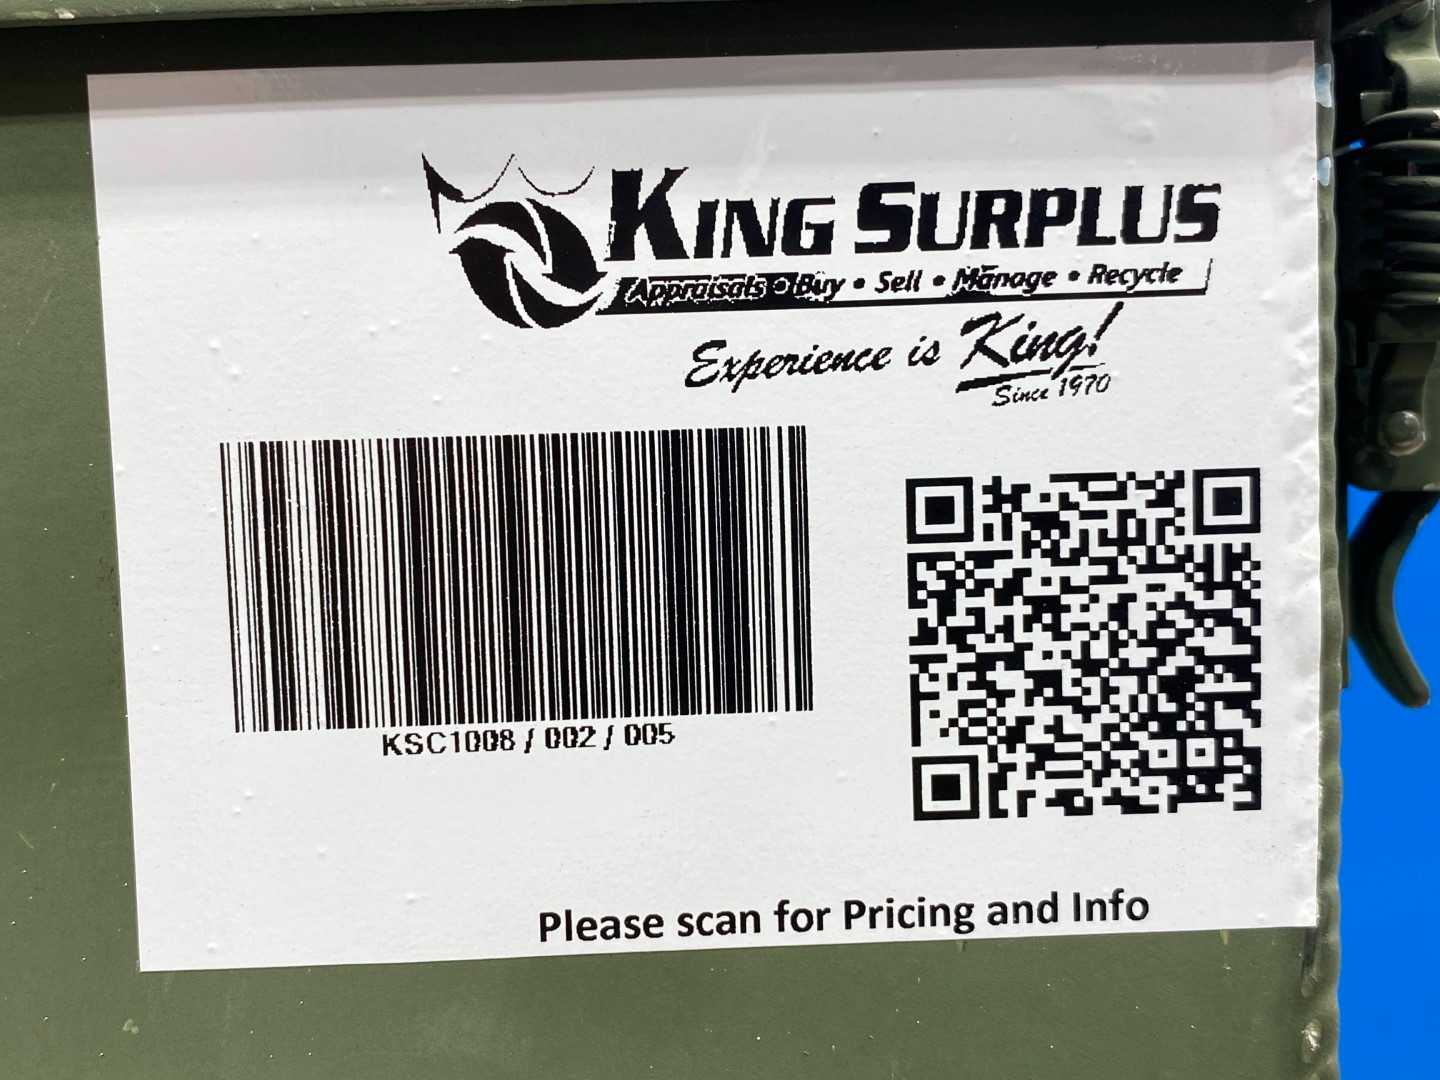 KING SURPLUS
Appraisals • Buy • Sell • Manage • Recycle
Experience is King!
Since 1970
KSC1008 / 002 / 005
Please scan for Pricing and Info